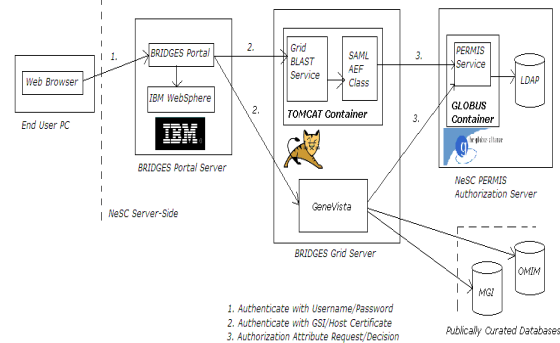 1.
2.
3.
Web Browser
End User PC
BRIDGES Portal
IBM WebSphere
IBM
BRIDGES Portal Server
NeSC Server-Side
Grid
BLAST
Service
SAML
AEF
Class
TOMCAT Container
2.
GeneVista
BRIDGES Grid Server
3.
PERMIS
Service
LDAP
GLOBUS
Container
the globus alliance
NeSC PERMIS
Authorization Server
MGI
OMIM
Publically Curated Databases
1. Authenticate with Username/Password
2. Authenticate with GSI/Host Certificate
3. Authorization Attribute Request/Decision